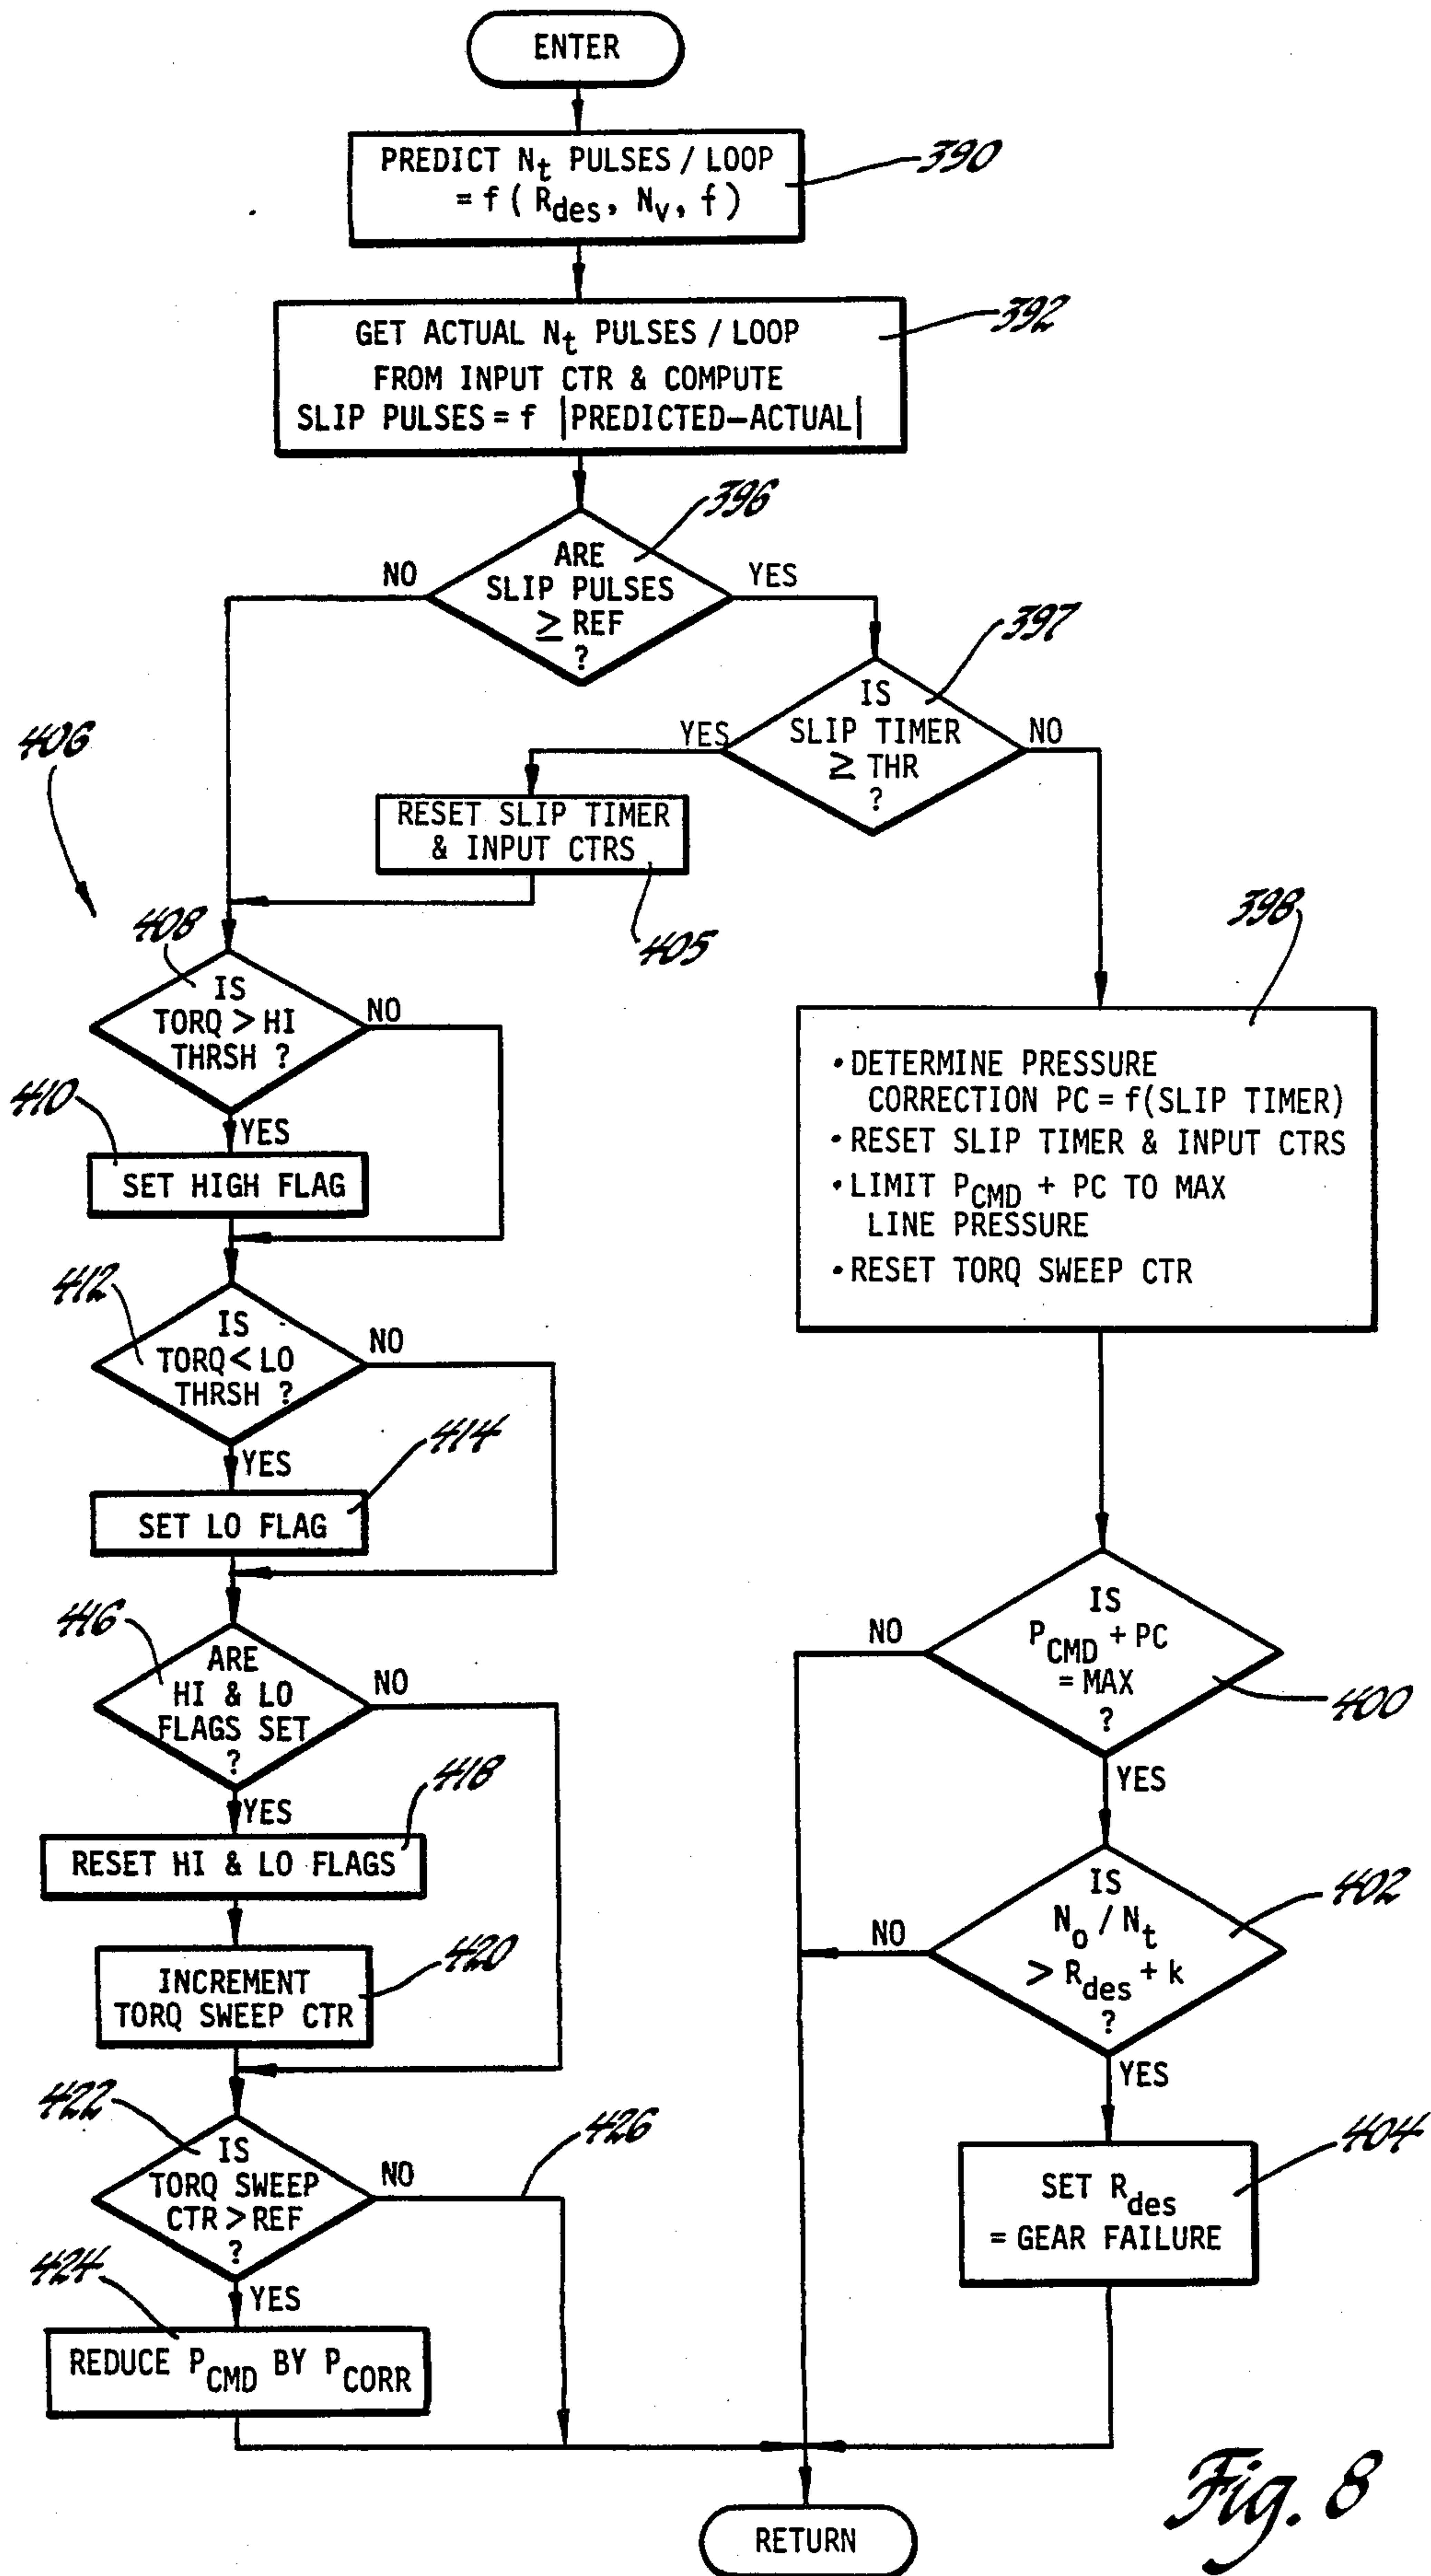 ENTER
PREDICT Nt PULSES / LOOP
= f ( Rdes, Nv, f )
390
GET ACTUAL Nt PULSES / LOOP
FROM INPUT CTR & COMPUTE
SLIP PULSES = f |PREDICTED-ACTUAL|
392
ARE
SLIP PULSES
≥ REF
?
396
NO
YES
IS
SLIP TIMER
≥ THR
?
397
YES
NO
RESET SLIP TIMER
& INPUT CTRS
405
406
408
IS
TORQ > HI
THRSH ?
NO
YES
410
SET HIGH FLAG
412
IS
TORQ < LO
THRSH ?
NO
YES
414
SET LO FLAG
416
ARE
HI & LO
FLAGS SET
?
NO
YES
418
RESET HI & LO FLAGS
INCREMENT
TORQ SWEEP CTR
420
422
IS
TORQ SWEEP
CTR > REF
?
NO
426
YES
424
REDUCE PCMD BY PCORR
398
• DETERMINE PRESSURE
CORRECTION PC = f(SLIP TIMER)
• RESET SLIP TIMER & INPUT CTRS
• LIMIT PCMD + PC TO MAX
LINE PRESSURE
• RESET TORQ SWEEP CTR
IS
PCMD + PC
= MAX
?
400
NO
YES
IS
No / Nt
> Rdes + k
?
402
NO
YES
SET Rdes
= GEAR FAILURE
404
RETURN
Fig. 8